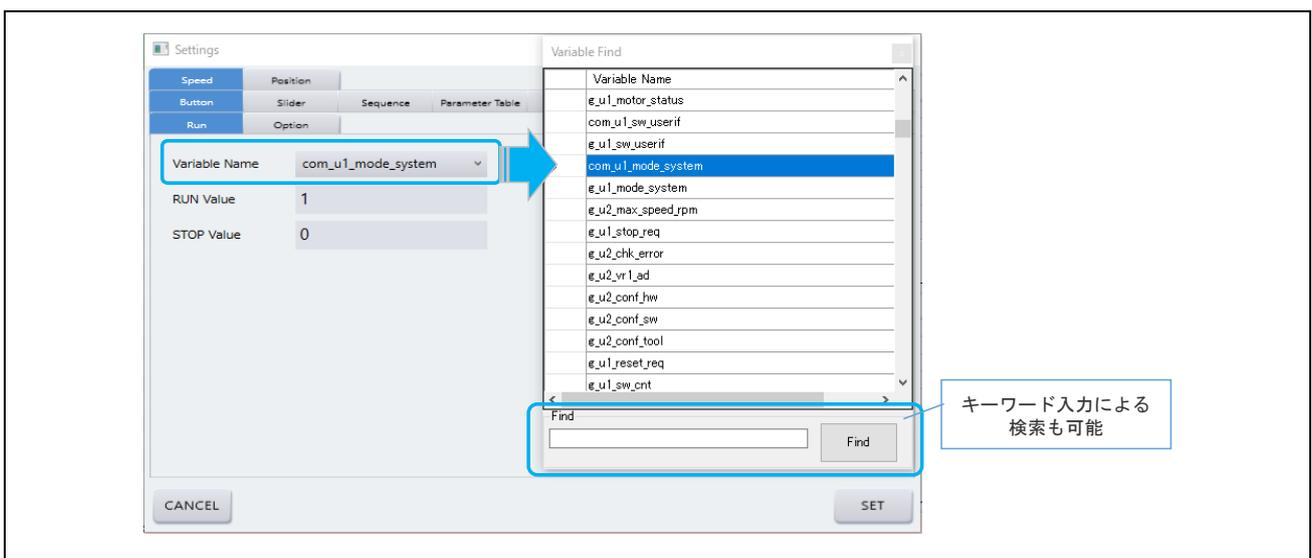 Settings
Speed
Position
Button
Slider
Sequence
Parameter Table
Run
Option
Variable Name
com_u1_mode_system
RUN Value
1
STOP Value
0
CANCEL
SET
Variable Find
Variable Name
g_u1_motor_status
com_u1_sw_userif
g_u1_sw_userif
com_u1_mode_system
g_u1_mode_system
g_u2_max_speed_rpm
g_u1_stop_req
g_u2_chk_error
g_u2_vr1_ad
g_u2_conf_hw
g_u2_conf_sw
g_u2_conf_tool
g_u1_reset_req
g_u1_sw_cnt
Find
Find
キーワード入力による
検索も可能